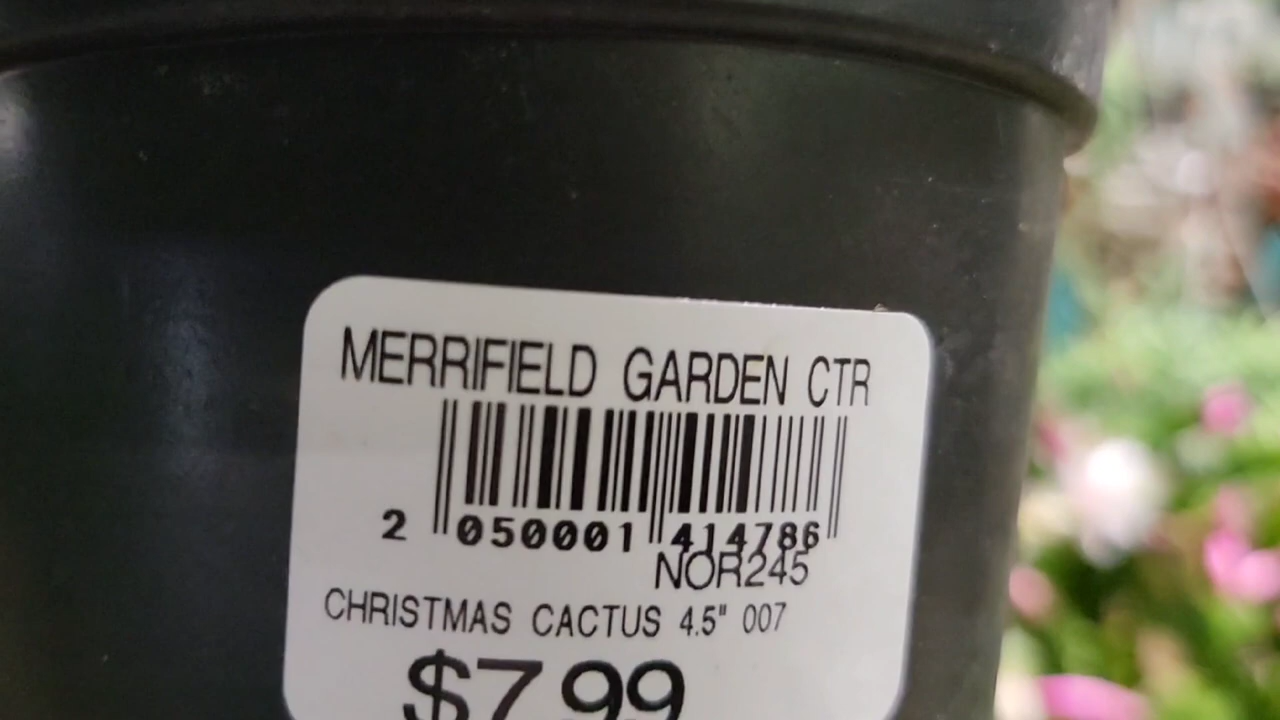 MERRIFIELD GARDEN CTR
2 050001 414786
NOR245
CHRISTMAS CACTUS 4.5" 007
$7.99